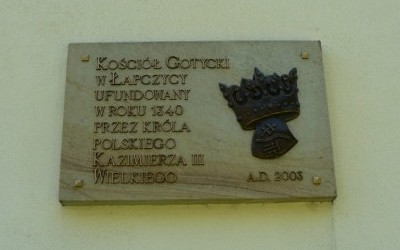 Kościół Gotycki
w Łapczycy
ufundowany
w roku 1340
przez króla
polskiego
Kazimierza III
Wielkiego
A.D. 2003